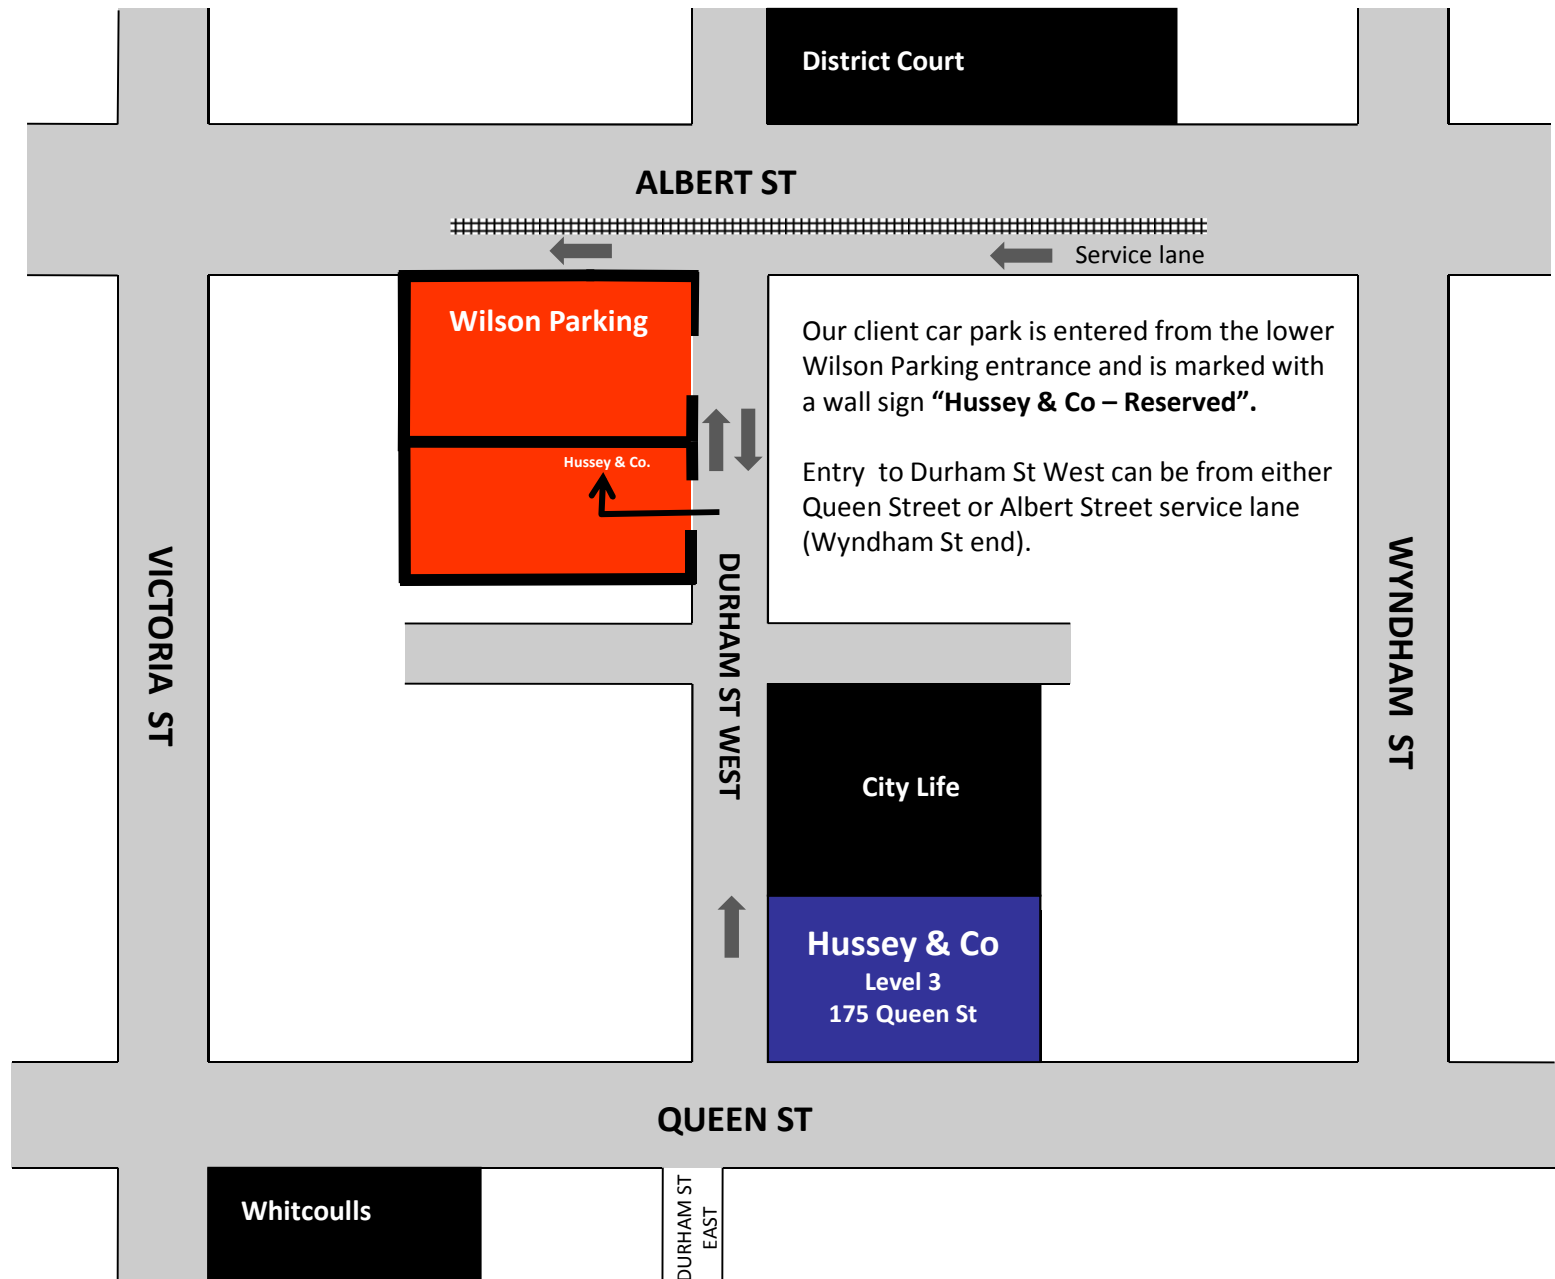 District Court
ALBERT ST
Service lane
Wilson Parking
Our client car park is entered from the lower
Wilson Parking entrance and is marked with
a wall sign “Hussey & Co – Reserved”.
Hussey & Co.
Entry  to Durham St West can be from either
Queen Street or Albert Street service lane
(Wyndham St end).
VICTORIA  ST
DURHAM ST WEST
WYNDHAM  ST
City Life
Hussey & Co
Level 3
175 Queen St
QUEEN ST
Whitcoulls
DURHAM ST
EAST